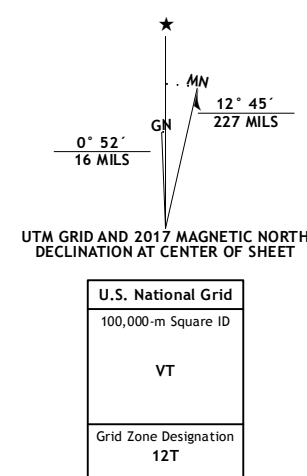 MN
GN
12° 45´
227 MILS
0° 52´
16 MILS
UTM GRID AND 2017 MAGNETIC NORTH
DECLINATION AT CENTER OF SHEET
U.S. National Grid
100,000-m Square ID
VT
Grid Zone Designation
12T